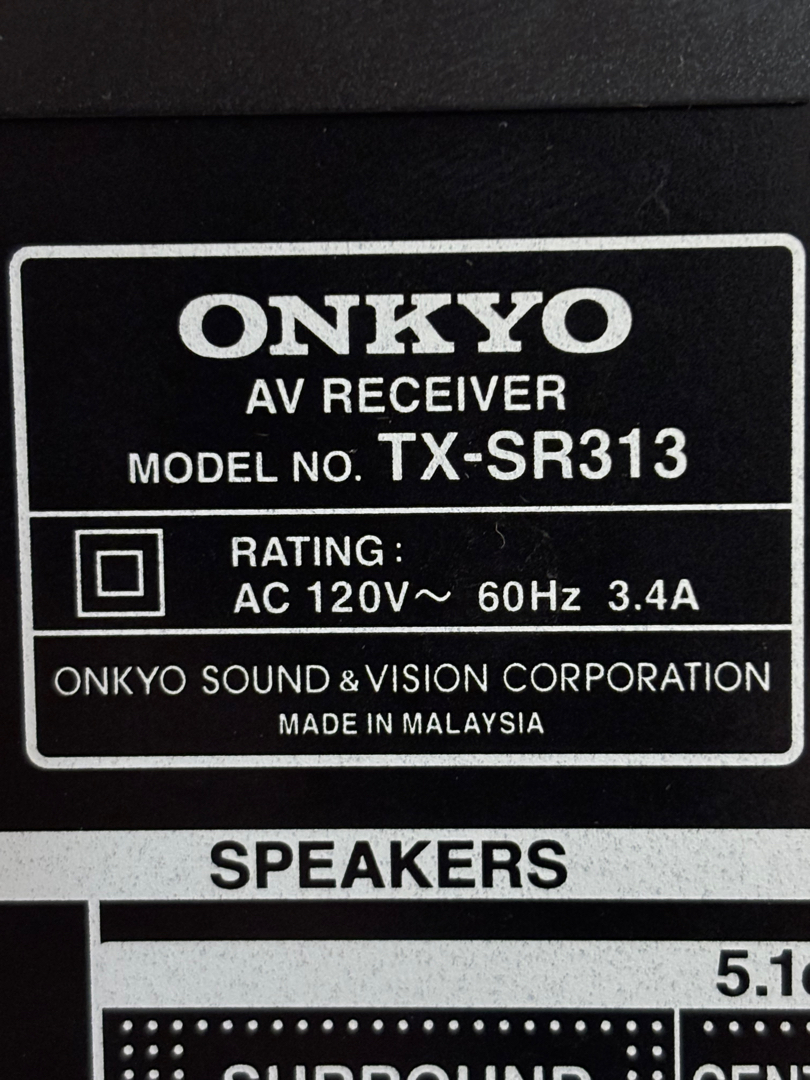 ONKYO
AV RECEIVER
MODEL NO. TX-SR313
RATING:
AC 120V～ 60Hz 3.4A
ONKYO SOUND & VISION CORPORATION
MADE IN MALAYSIA
SPEAKERS
SURROUND